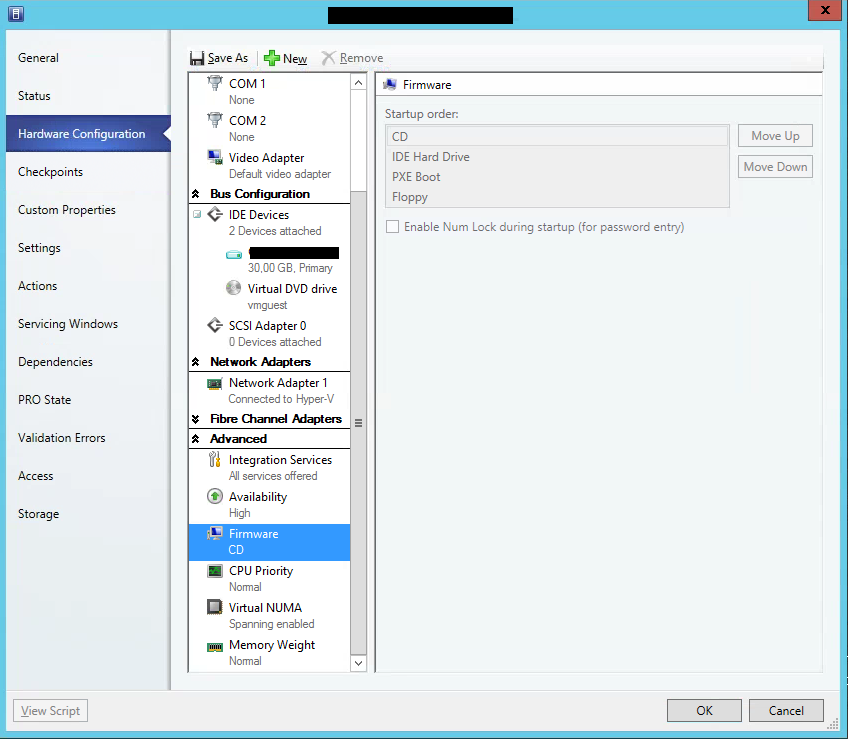 X
General
Status
Hardware Configuration
Checkpoints
Custom Properties
Settings
Actions
Servicing Windows
Dependencies
PRO State
Validation Errors
Access
Storage
Save As
New
Remove
COM 1
None
COM 2
None
Video Adapter
Default video adapter
Bus Configuration
IDE Devices
2 Devices attached
30,00 GB, Primary
Virtual DVD drive
vmguest
SCSI Adapter 0
0 Devices attached
Network Adapters
Network Adapter 1
Connected to Hyper-V
Fibre Channel Adapters
Advanced
Integration Services
All services offered
Availability
High
Firmware
CD
CPU Priority
Normal
Virtual NUMA
Spanning enabled
Memory Weight
Normal
Firmware
Startup order:
CD
IDE Hard Drive
PXE Boot
Floppy
Move Up
Move Down
Enable Num Lock during startup (for password entry)
View Script
OK
Cancel